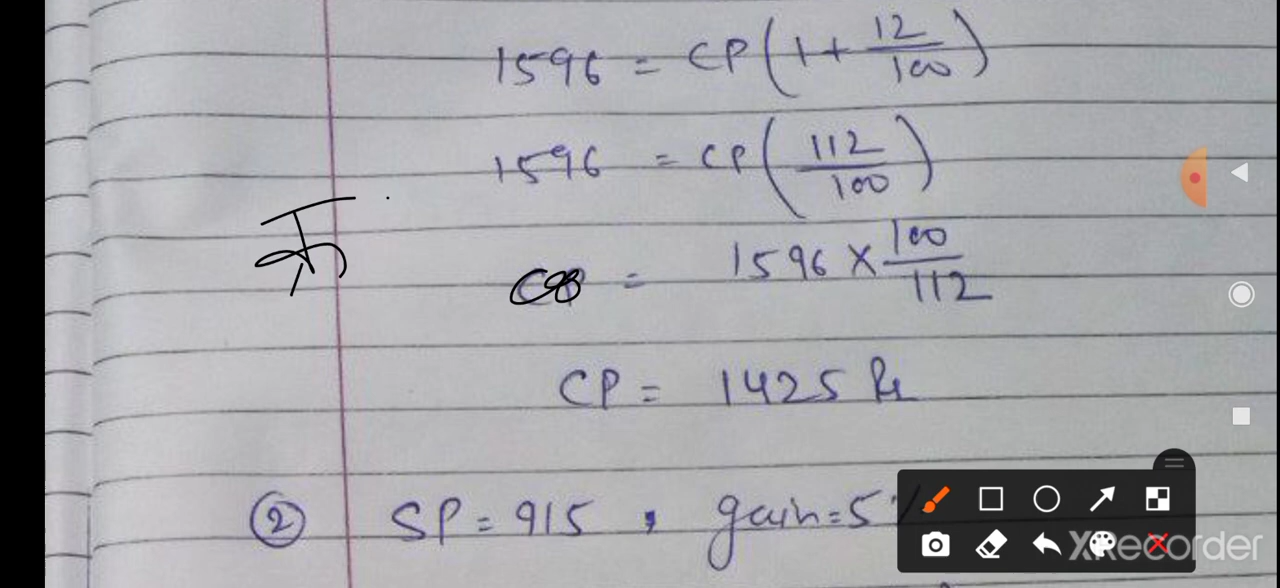 1596 = CP(1 + 12/100)
1596 = CP(112/100)
= 1596 × 100/112
CP = 1425 Rs
② SP = 915 , gain = 5%
XRecorder